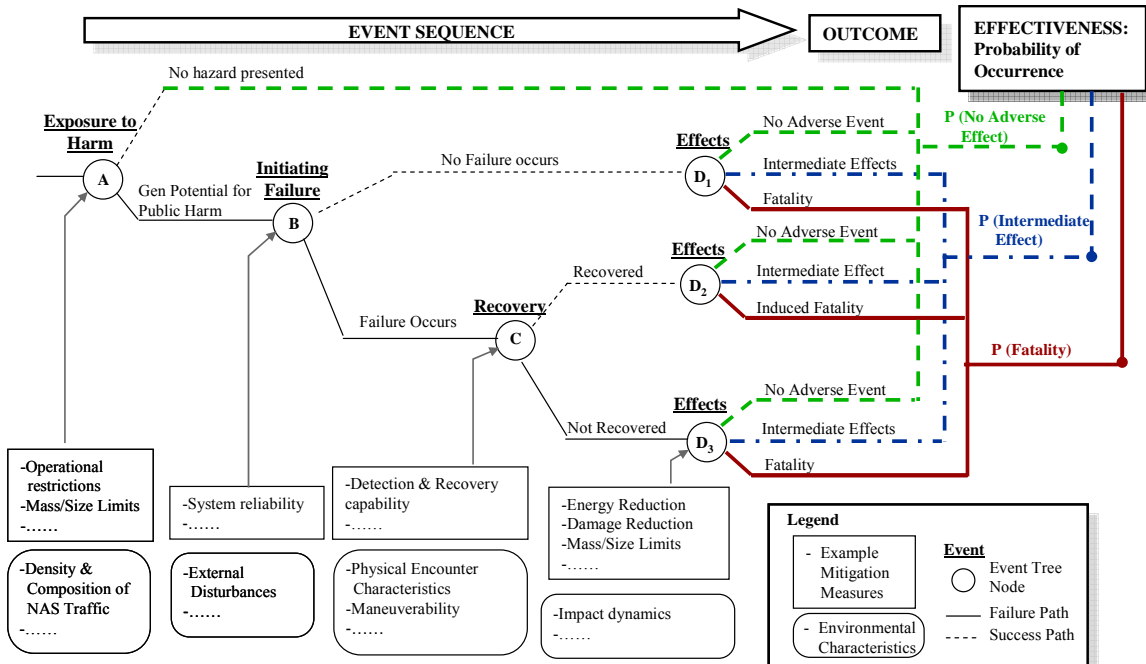 EVENT SEQUENCE
OUTCOME
EFFECTIVENESS:
Probability of
Occurrence
No hazard presented
Exposure to
Harm
A
Gen Potential for
Public Harm
Initiating
Failure
B
No Failure occurs
Failure Occurs
Recovery
C
Recovered
Not Recovered
Effects
D1
No Adverse Event
Intermediate Effects
Fatality
Effects
D2
No Adverse Event
Intermediate Effect
Induced Fatality
Effects
D3
No Adverse Event
Intermediate Effects
Fatality
P (No Adverse
Effect)
P (Intermediate
Effect)
P (Fatality)
-Operational
restrictions
-Mass/Size Limits
-......
-Density &
Composition of
NAS Traffic
-......
-System reliability
-......
-External
Disturbances
-......
-Detection & Recovery
capability
-......
-Physical Encounter
Characteristics
-Maneuverability
-......
-Energy Reduction
-Damage Reduction
-Mass/Size Limits
-......
-Impact dynamics
-......
Legend
- Example
Mitigation
Measures
- Environmental
Characteristics
Event
Event Tree
Node
Failure Path
Success Path